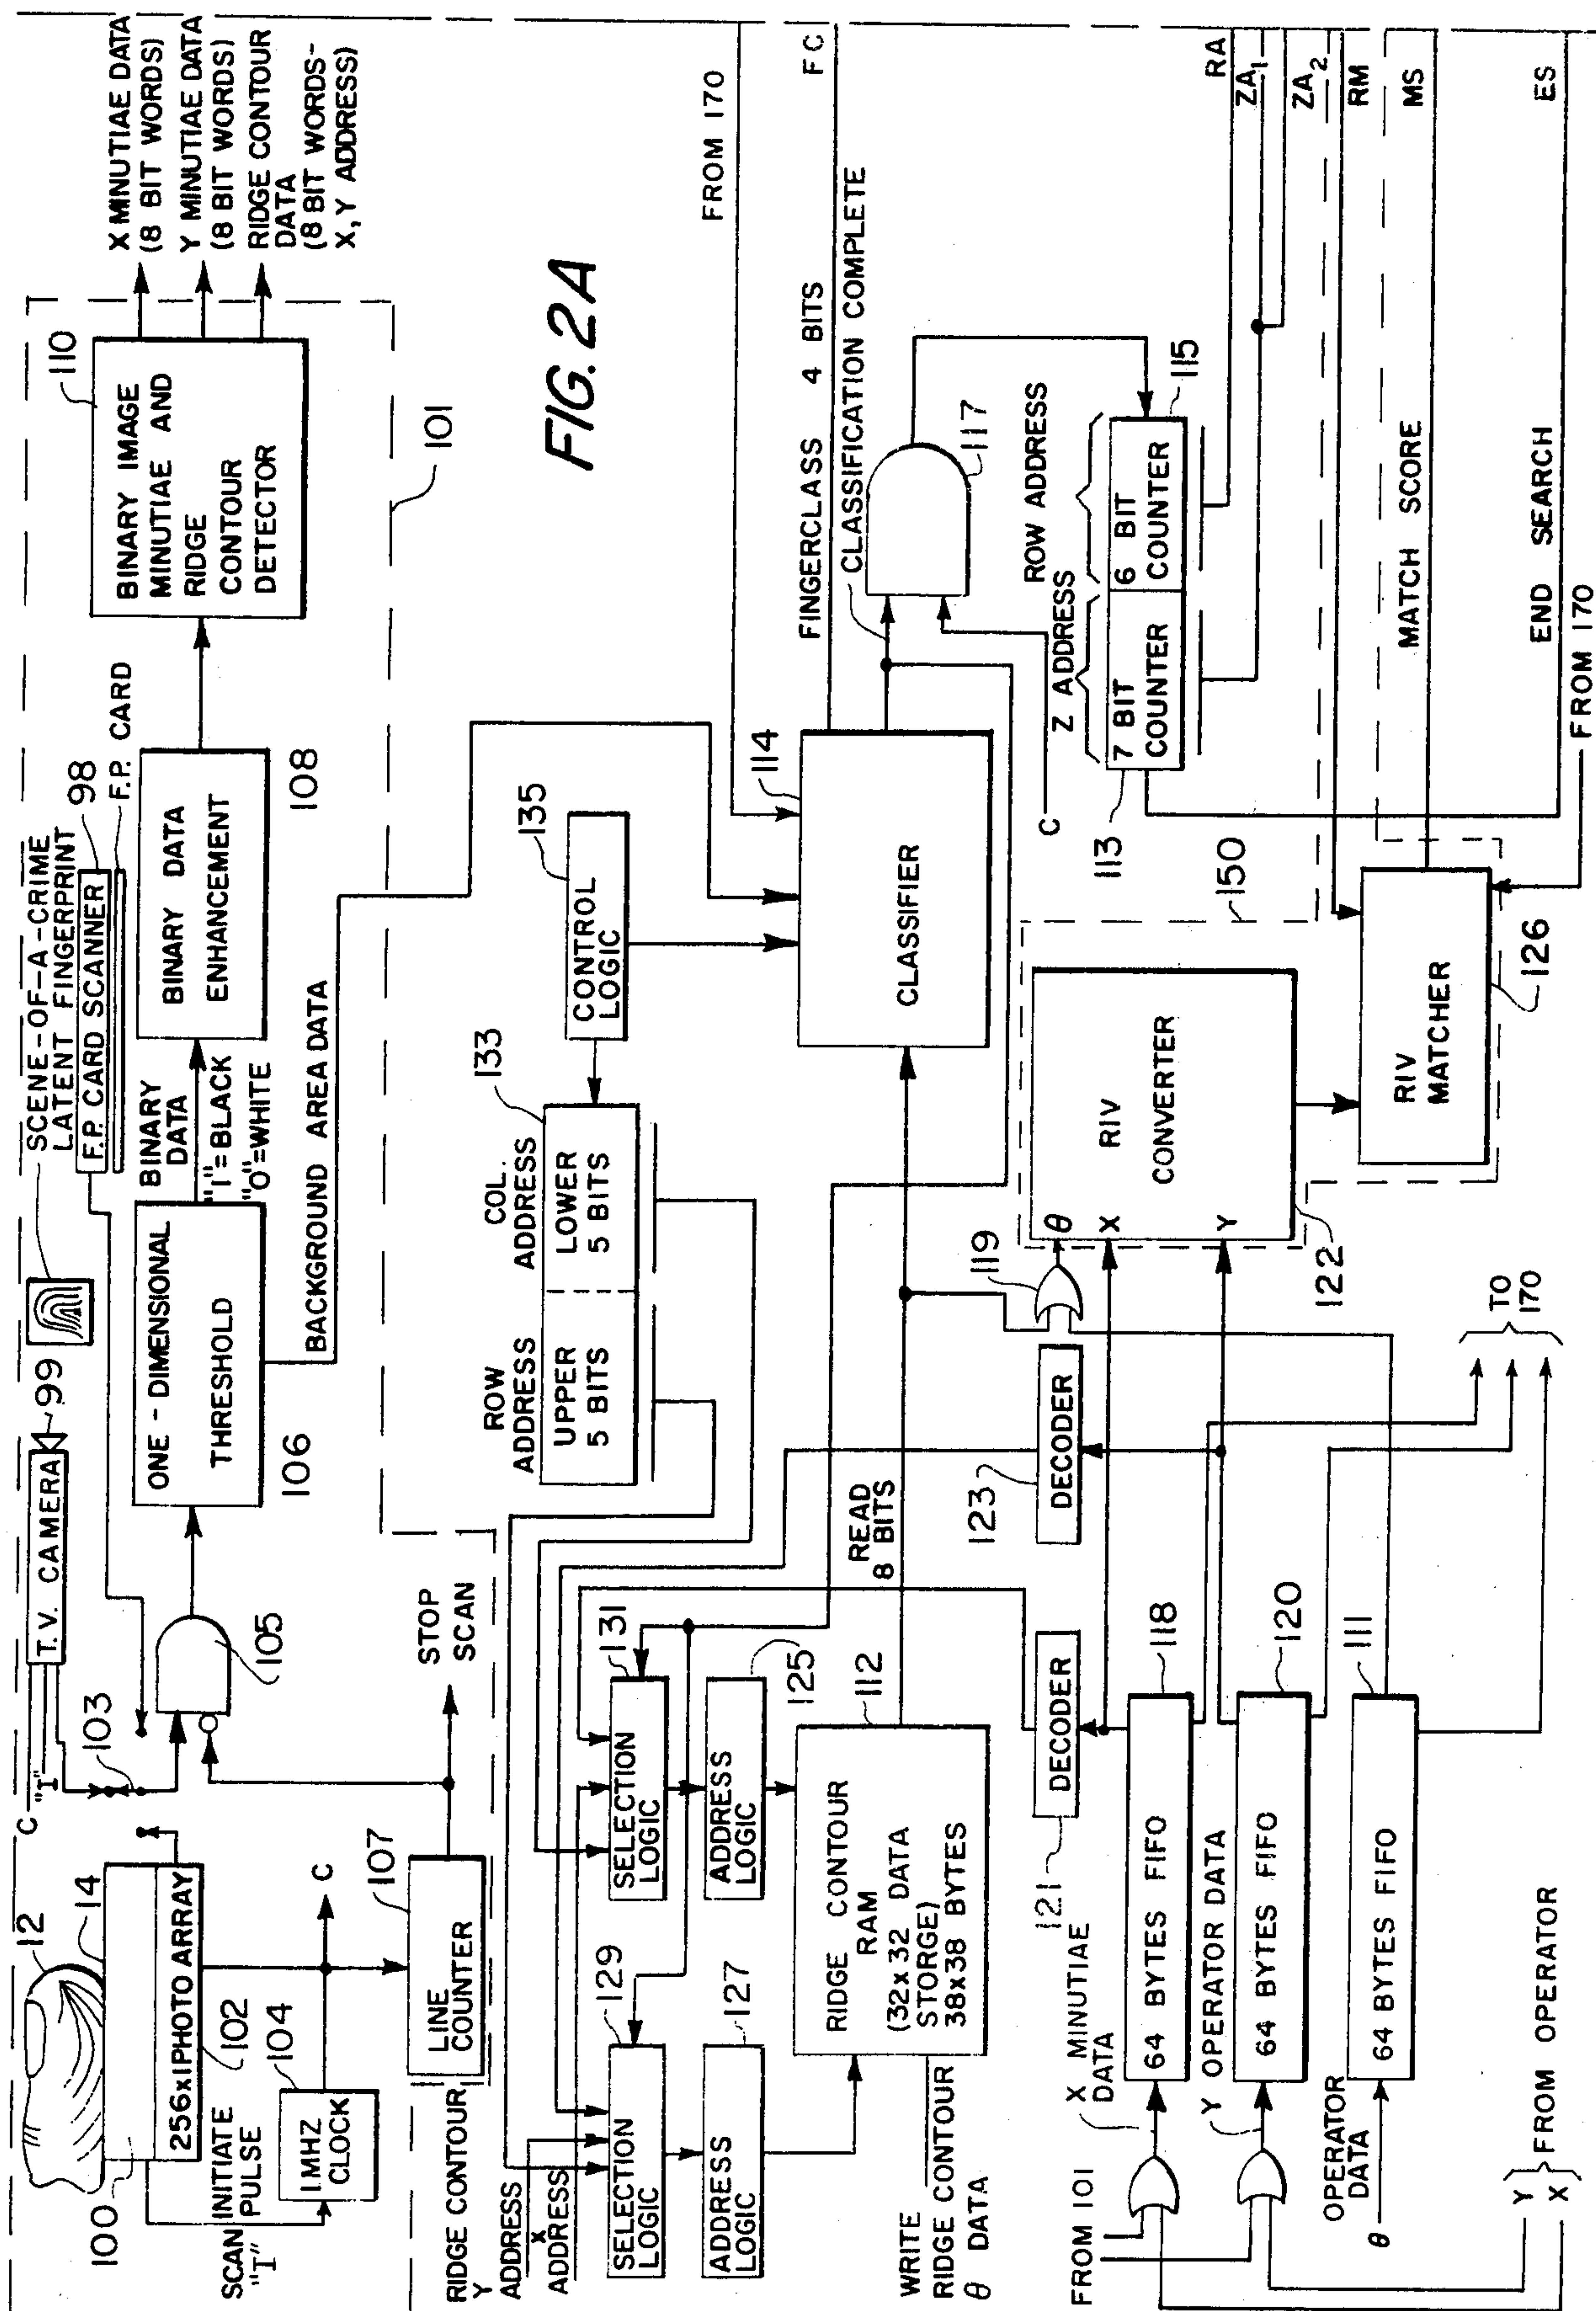 FIG. 2A
12
14
100
256x1 PHOTO ARRAY
102
SCAN INITIATE
"I" PULSE
104
1 MHZ
CLOCK
C
107
LINE
COUNTER
STOP
SCAN
C
"I"
103
T. V. CAMERA
99
105
SCENE-OF-A-CRIME
LATENT FINGERPRINT
F.P. CARD SCANNER
98
F.P. CARD
ONE-DIMENSIONAL
THRESHOLD
106
BINARY
DATA
"I"=BLACK
"O"=WHITE
BINARY DATA
ENHANCEMENT
108
BACKGROUND AREA DATA
BINARY IMAGE
MINUTIAE AND
RIDGE
CONTOUR
DETECTOR
110
101
X MINUTIAE DATA
(8 BIT WORDS)
Y MINUTIAE DATA
(8 BIT WORDS)
RIDGE CONTOUR
DATA
(8 BIT WORDS-
X, Y ADDRESS)
RIDGE CONTOUR
Y
ADDRESS
X
ADDRESS
129
SELECTION
LOGIC
127
ADDRESS
LOGIC
131
SELECTION
LOGIC
125
ADDRESS
LOGIC
112
RIDGE CONTOUR
RAM
(32x32 DATA
STORGE)
38x38 BYTES
WRITE
RIDGE CONTOUR
θ DATA
READ
8 BITS
ROW
ADDRESS
COL.
ADDRESS
133
UPPER
5 BITS
LOWER
5 BITS
135
CONTROL
LOGIC
114
CLASSIFIER
FROM 170
FINGERCLASS 4 BITS
FC
CLASSIFICATION COMPLETE
117
C
Z ADDRESS
ROW ADDRESS
7 BIT
COUNTER
6 BIT
COUNTER
113
115
RA
ZA1
ZA2
RM
MS
ES
MATCH SCORE
END SEARCH
FROM 170
150
119
θ
X
Y
RIV
CONVERTER
122
RIV
MATCHER
126
123
DECODER
121
DECODER
X MINUTIAE
DATA
64 BYTES FIFO
118
Y OPERATOR DATA
64 BYTES FIFO
120
OPERATOR
DATA
θ
64 BYTES FIFO
111
TO
170
FROM 101
Y
X
FROM OPERATOR